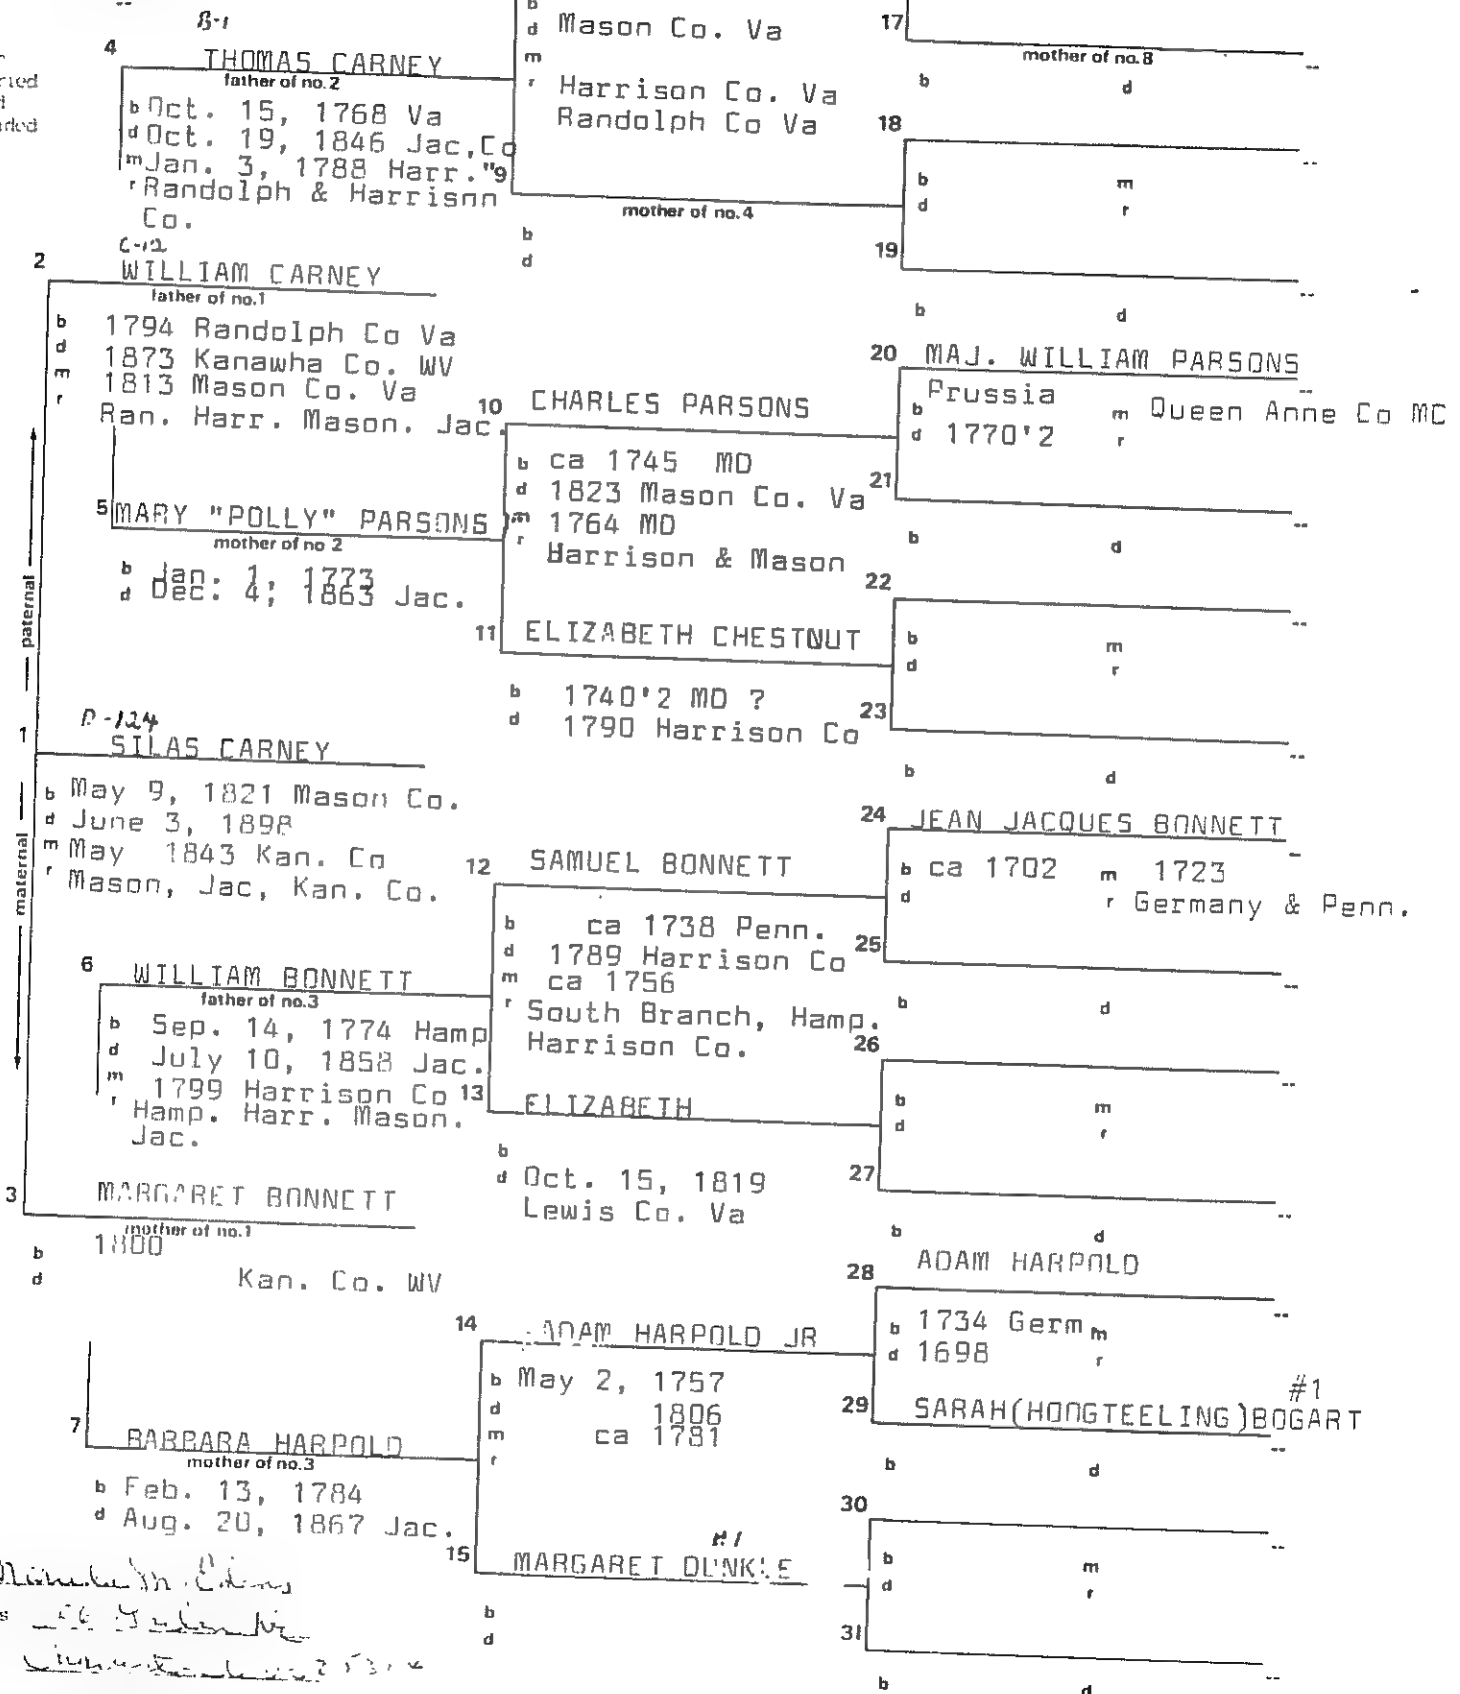 --
B-1
4
THOMAS CARNEY
father of no. 2
b Oct. 15, 1768 Va
d Oct. 19, 1846 Jac,Co
m Jan. 3, 1788 Harr."
r Randolph & Harrison
Co.
b
d Mason Co. Va
m
r Harrison Co. Va
Randolph Co Va
9
mother of no. 4
b
d
17
mother of no. 8
--
b d
18
--
b m
d r
19
--
b d
2
C-12
WILLIAM CARNEY
father of no. 1
b 1794 Randolph Co Va
d 1873 Kanawha Co. WV
m 1813 Mason Co. Va
r Ran. Harr. Mason. Jac.
5 MARY "POLLY" PARSONS
mother of no 2
b Jan. 1, 1773
d Dec. 4, 1863 Jac.
10 CHARLES PARSONS
b ca 1745 MD
d 1823 Mason Co. Va
m 1764 MD
r Harrison & Mason
11 ELIZABETH CHESTNUT
b 1740'2 MD ?
d 1790 Harrison Co
20 MAJ. WILLIAM PARSONS
--
b Prussia m Queen Anne Co MC
d 1770'2 r
21
--
b d
22
--
b m
d r
23
--
b d
paternal
maternal
1
D-124
SILAS CARNEY
b May 9, 1821 Mason Co.
d June 3, 1898
m May 1843 Kan. Co
r Mason, Jac, Kan. Co.
6 WILLIAM BONNETT
father of no. 3
b Sep. 14, 1774 Hamp
d July 10, 1858 Jac.
m 1799 Harrison Co
r Hamp. Harr. Mason.
Jac.
12 SAMUEL BONNETT
b ca 1738 Penn.
d 1789 Harrison Co
m ca 1756
r South Branch, Hamp.
Harrison Co.
13 ELIZABETH
b
d Oct. 15, 1819
Lewis Co. Va
24 JEAN JACQUES BONNETT
--
b ca 1702 m 1723
d r Germany & Penn.
25
--
b d
26
--
b m
d r
27
--
b d
3 MARGARET BONNETT
mother of no. 1
b 1800
d Kan. Co. WV
7 BARBARA HARPOLD
mother of no. 3
b Feb. 13, 1784
d Aug. 20, 1867 Jac.
14 ADAM HARPOLD JR
b May 2, 1757
d 1806
m ca 1781
r
15 MARGARET DUNKLE
b
d
28 ADAM HARPOLD
--
b 1734 Germ m
d 1698 r
#1
29 SARAH(HOOGTEELING)BOGART
--
b d
30
--
b m
d r
31
--
b d